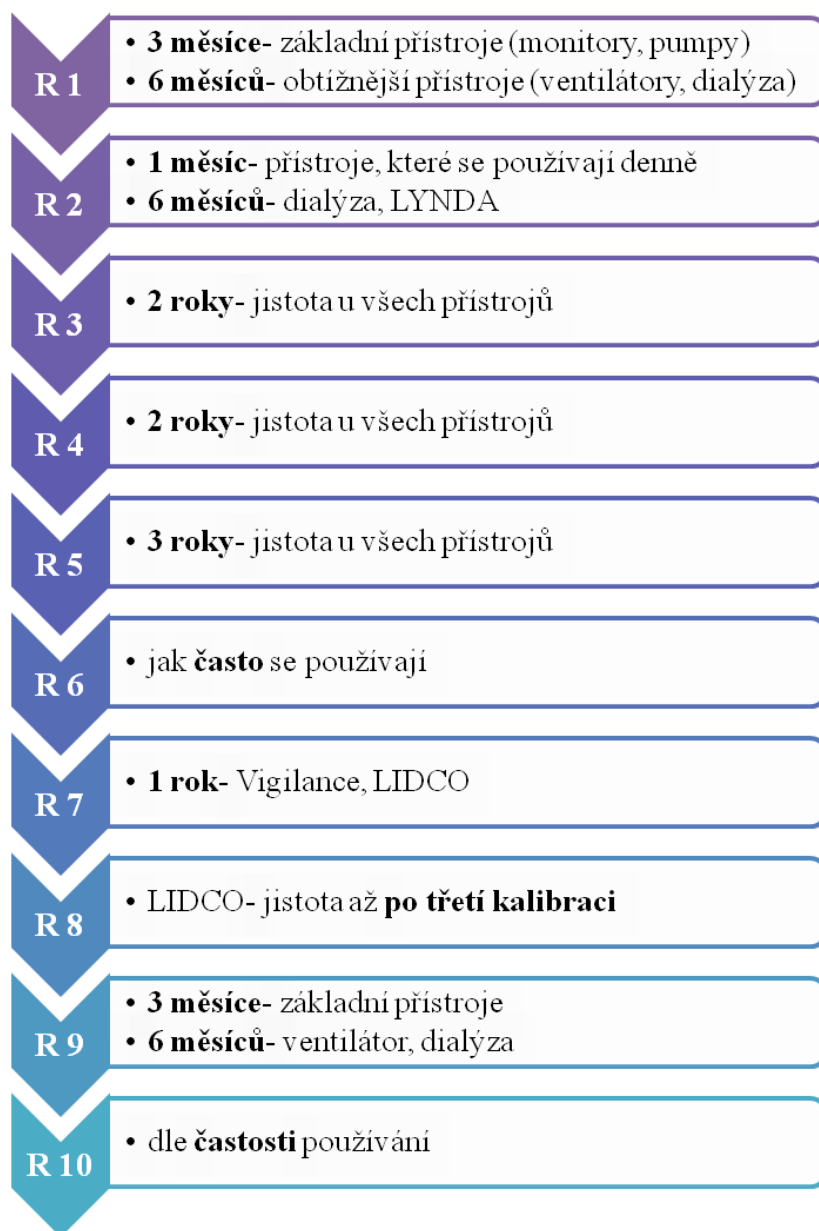 R 1
• 3 měsíce- základní přístroje (monitory, pumpy)
• 6 měsíců- obtížnější přístroje (ventilátory, dialýza)
R 2
• 1 měsíc- přístroje, které se používají denně
• 6 měsíců- dialýza, LYNDA
R 3
• 2 roky- jistota u všech přístrojů
R 4
• 2 roky- jistota u všech přístrojů
R 5
• 3 roky- jistota u všech přístrojů
R 6
• jak často se používají
R 7
• 1 rok- Vigilance, LIDCO
R 8
• LIDCO- jistota až po třetí kalibraci
R 9
• 3 měsíce- základní přístroje
• 6 měsíců- ventilátor, dialýza
R 10
• dle častosti používání